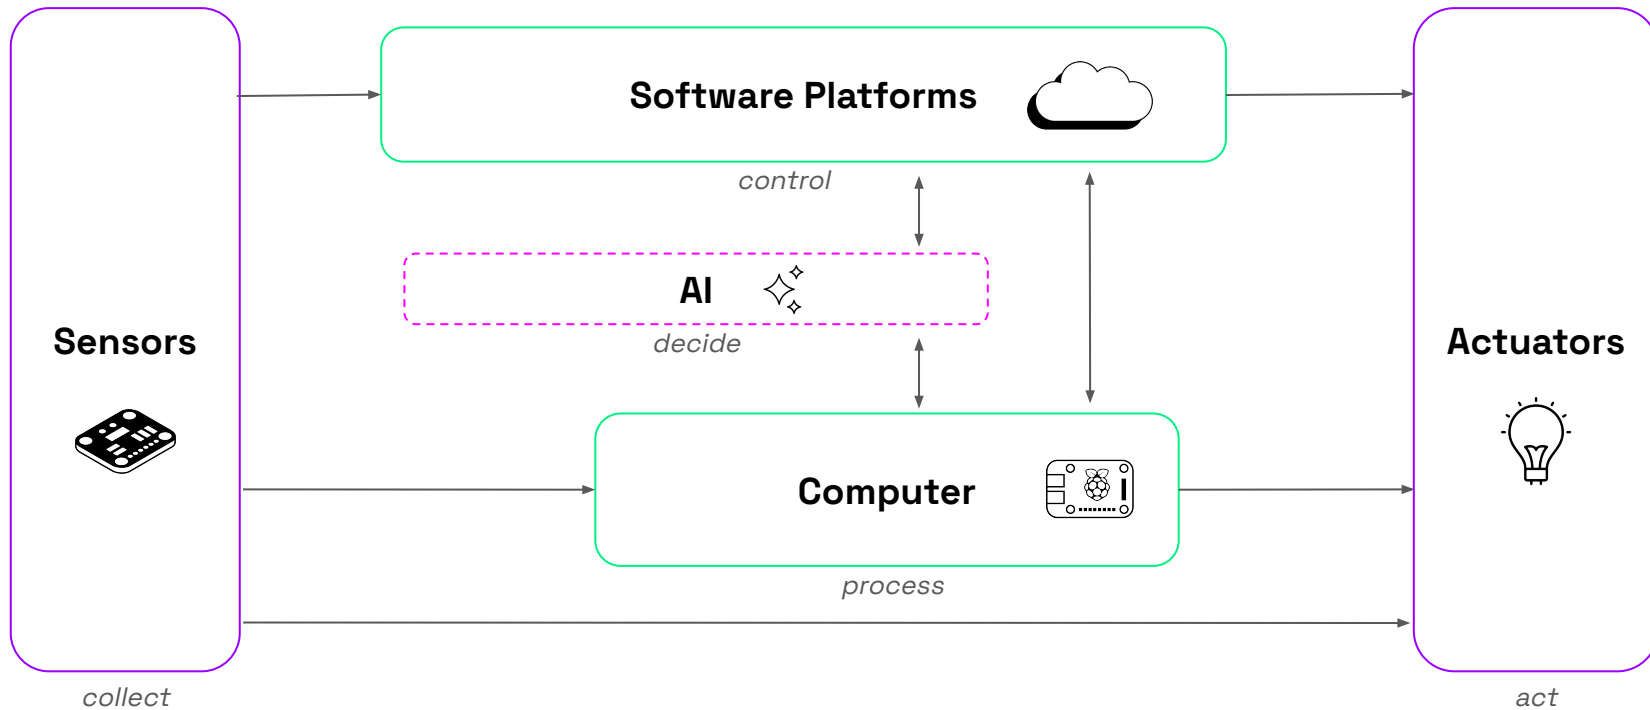 Software Platforms
control
AI
decide
Sensors
Actuators
Computer
process
collect
act